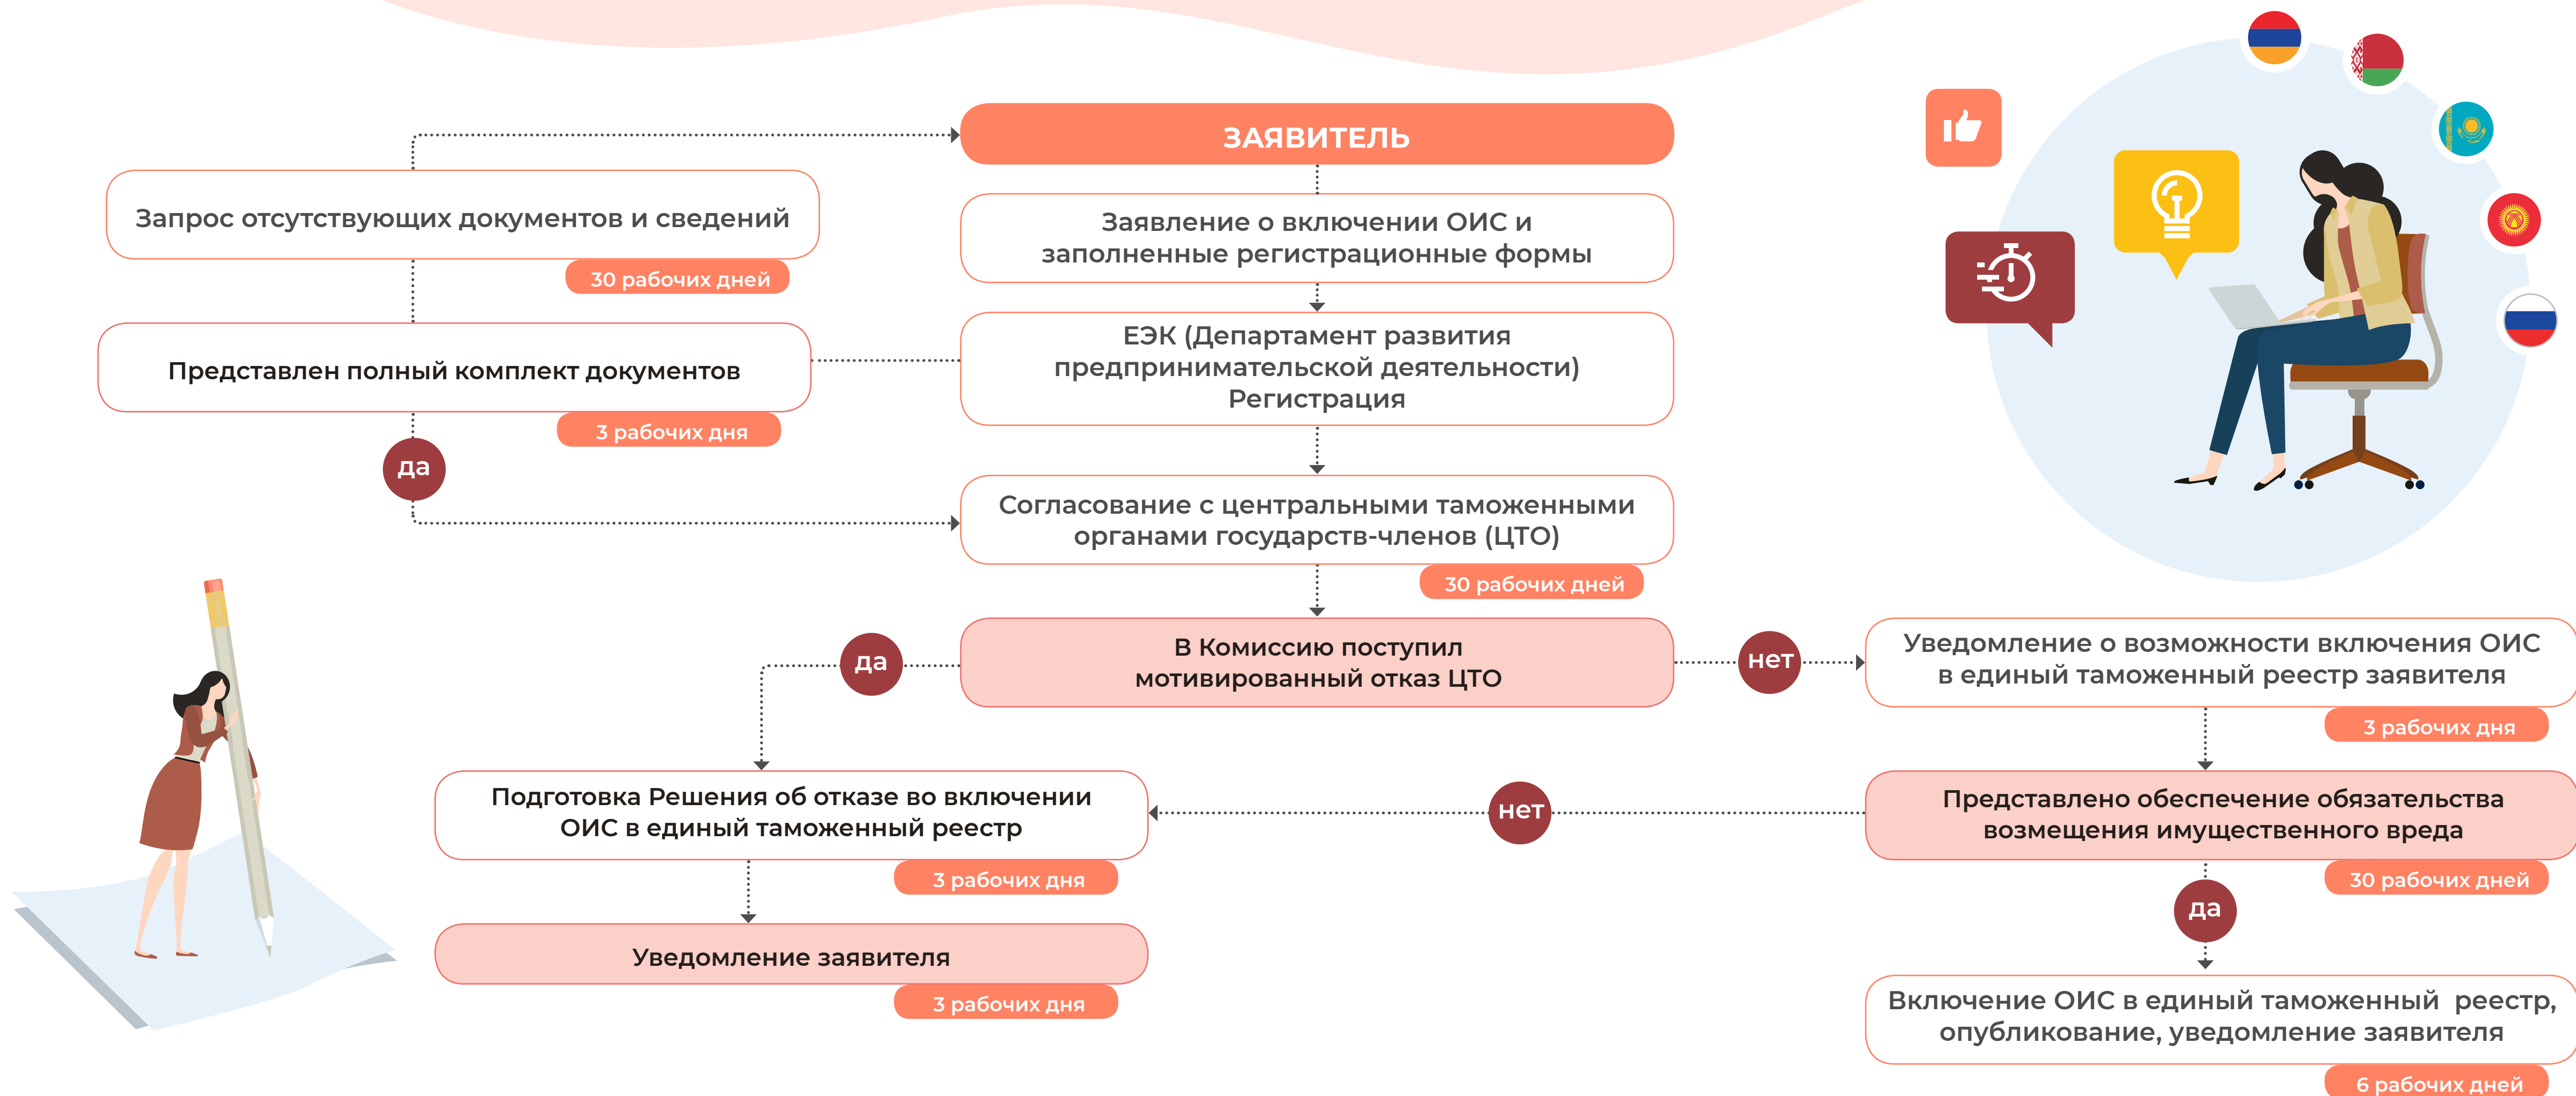 ЗАЯВИТЕЛЬ
Запрос отсутствующих документов и сведений
30 рабочих дней
Заявление о включении ОИС и
заполненные регистрационные формы
Представлен полный комплект документов
3 рабочих дня
ЕЭК (Департамент развития
предпринимательской деятельности)
Регистрация
да
Согласование с центральными таможенными
органами государств-членов (ЦТО)
30 рабочих дней
да
В Комиссию поступил
мотивированный отказ ЦТО
нет
Уведомление о возможности включения ОИС
в единый таможенный реестр заявителя
3 рабочих дня
Подготовка Решения об отказе во включении
ОИС в единый таможенный реестр
3 рабочих дня
нет
Представлено обеспечение обязательства
возмещения имущественного вреда
30 рабочих дней
да
Уведомление заявителя
3 рабочих дня
Включение ОИС в единый таможенный  реестр,
опубликование, уведомление заявителя
6 рабочих дней